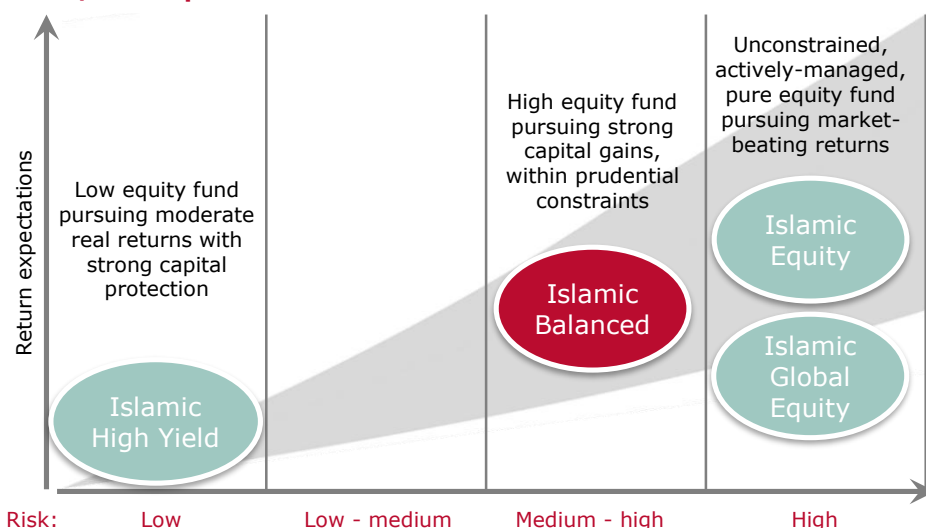 Unconstrained,
actively-managed,
pure equity fund
pursuing market-
beating returns
High equity fund
pursuing strong
capital gains,
within prudential
constraints
Low equity fund
pursuing moderate
real returns with
strong capital
protection
Return expectations
Islamic
Equity
Islamic
Balanced
Islamic
Global
Equity
Islamic
High Yield
Risk: Low Low - medium Medium - high High